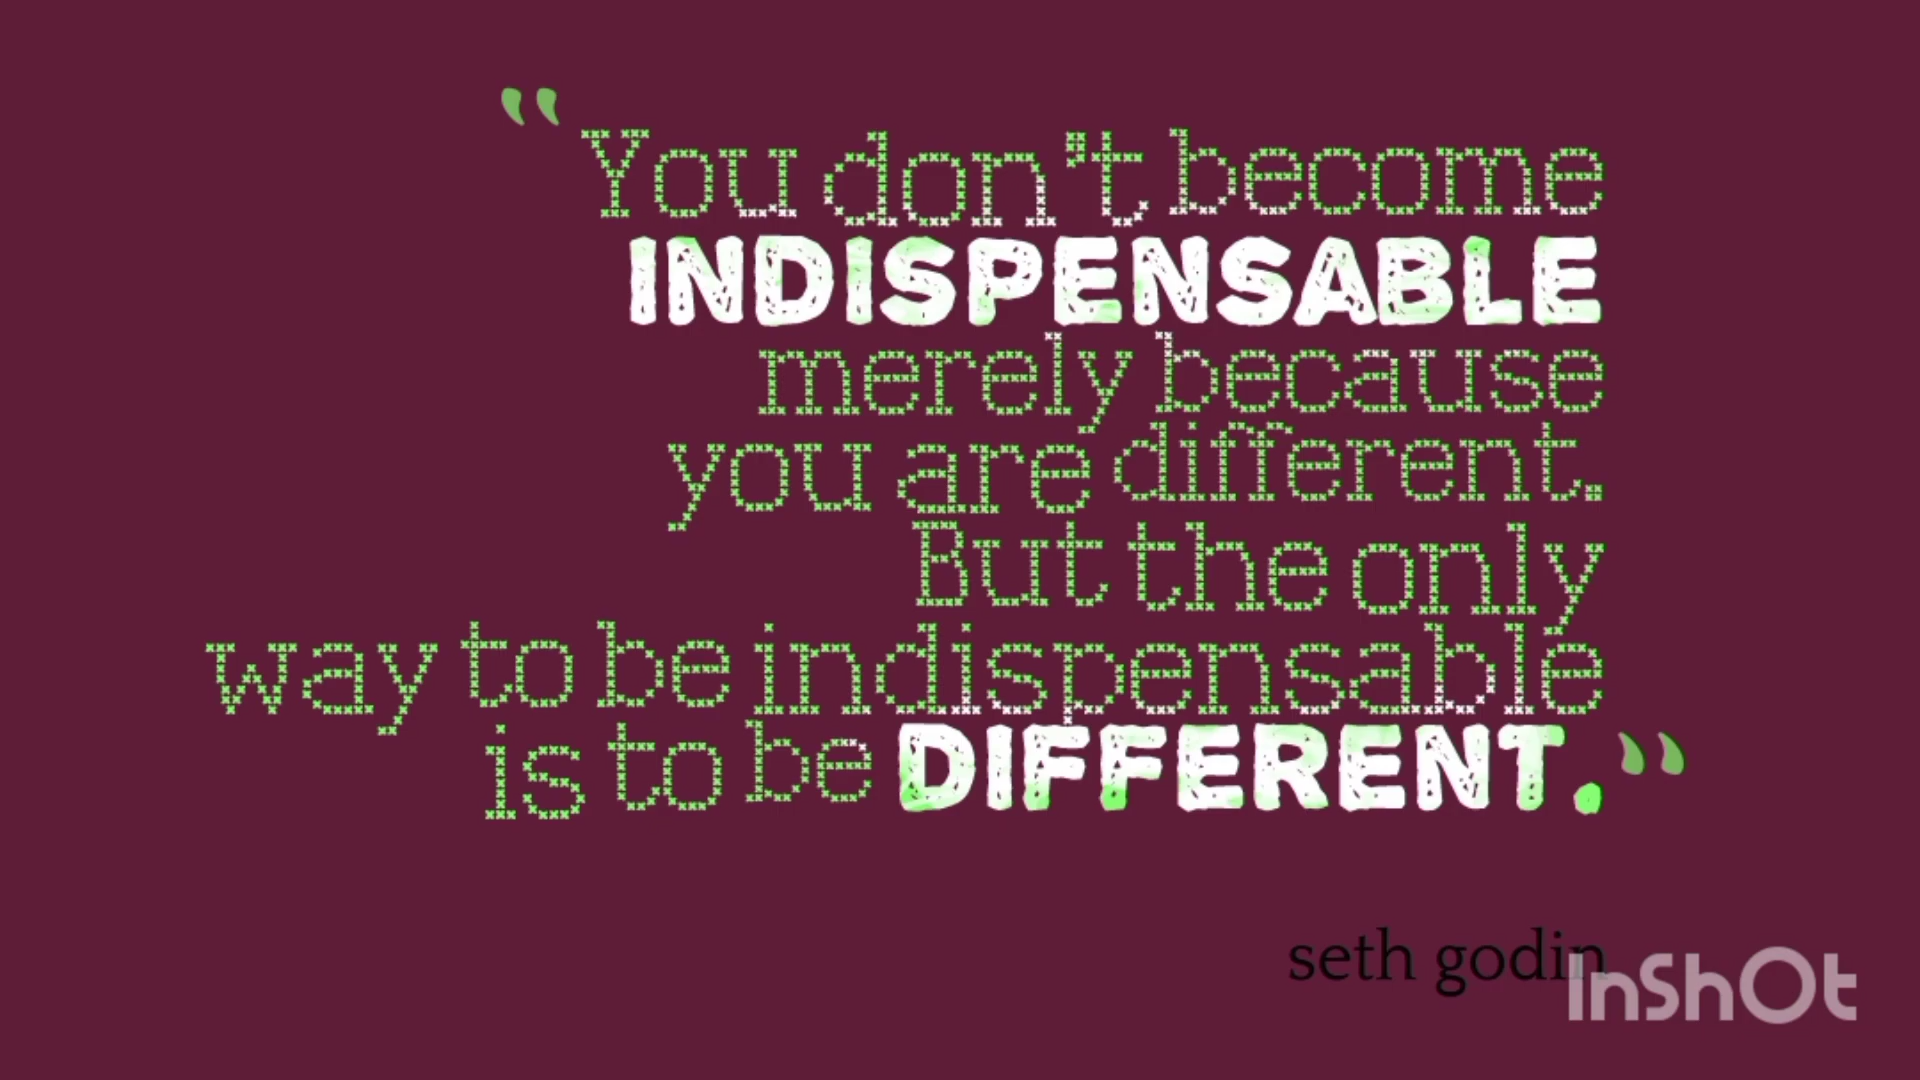 "You don't become
INDISPENSABLE
merely because
you are different.
But the only
way to be indispensable
is to be DIFFERENT."
seth godin
InShOt